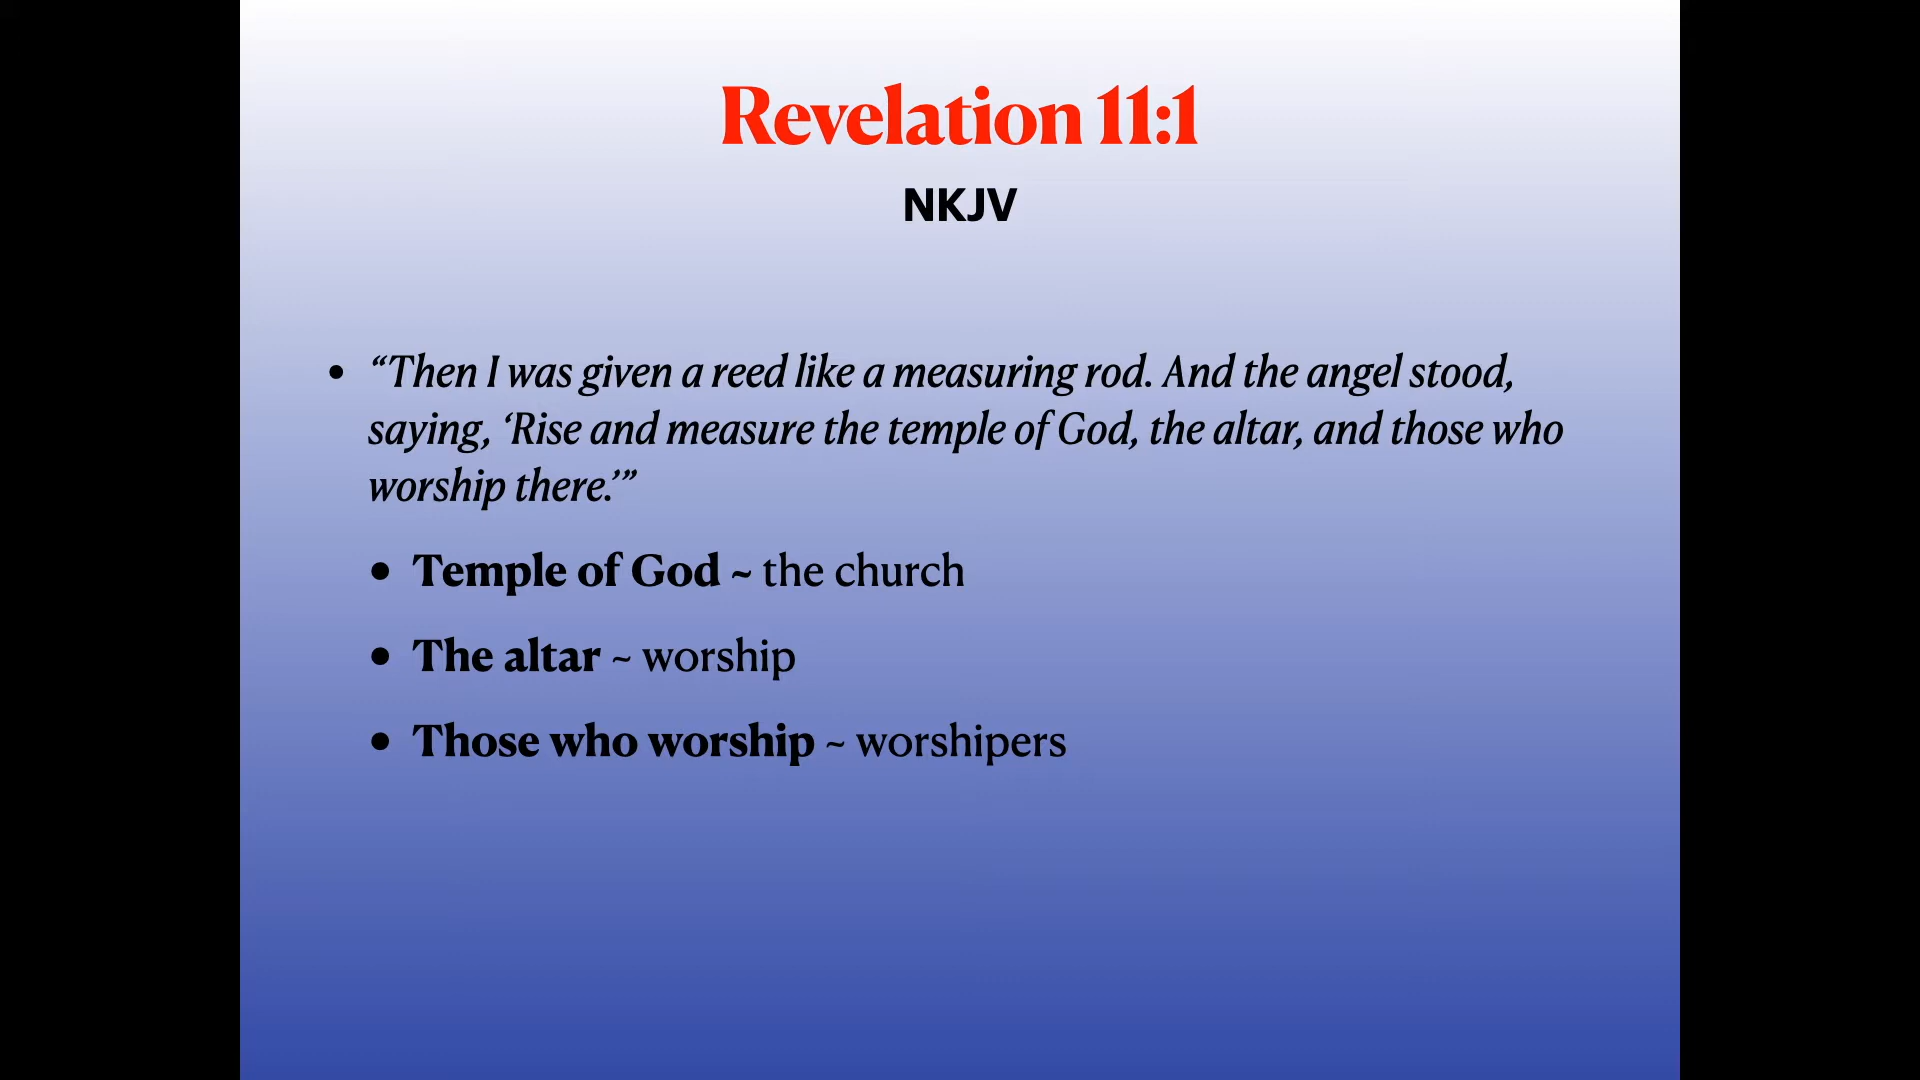 Revelation 11:1
NKJV
• “Then I was given a reed like a measuring rod. And the angel stood,
saying, ‘Rise and measure the temple of God, the altar, and those who
worship there.’”
• Temple of God ~ the church
• The altar ~ worship
• Those who worship ~ worshipers